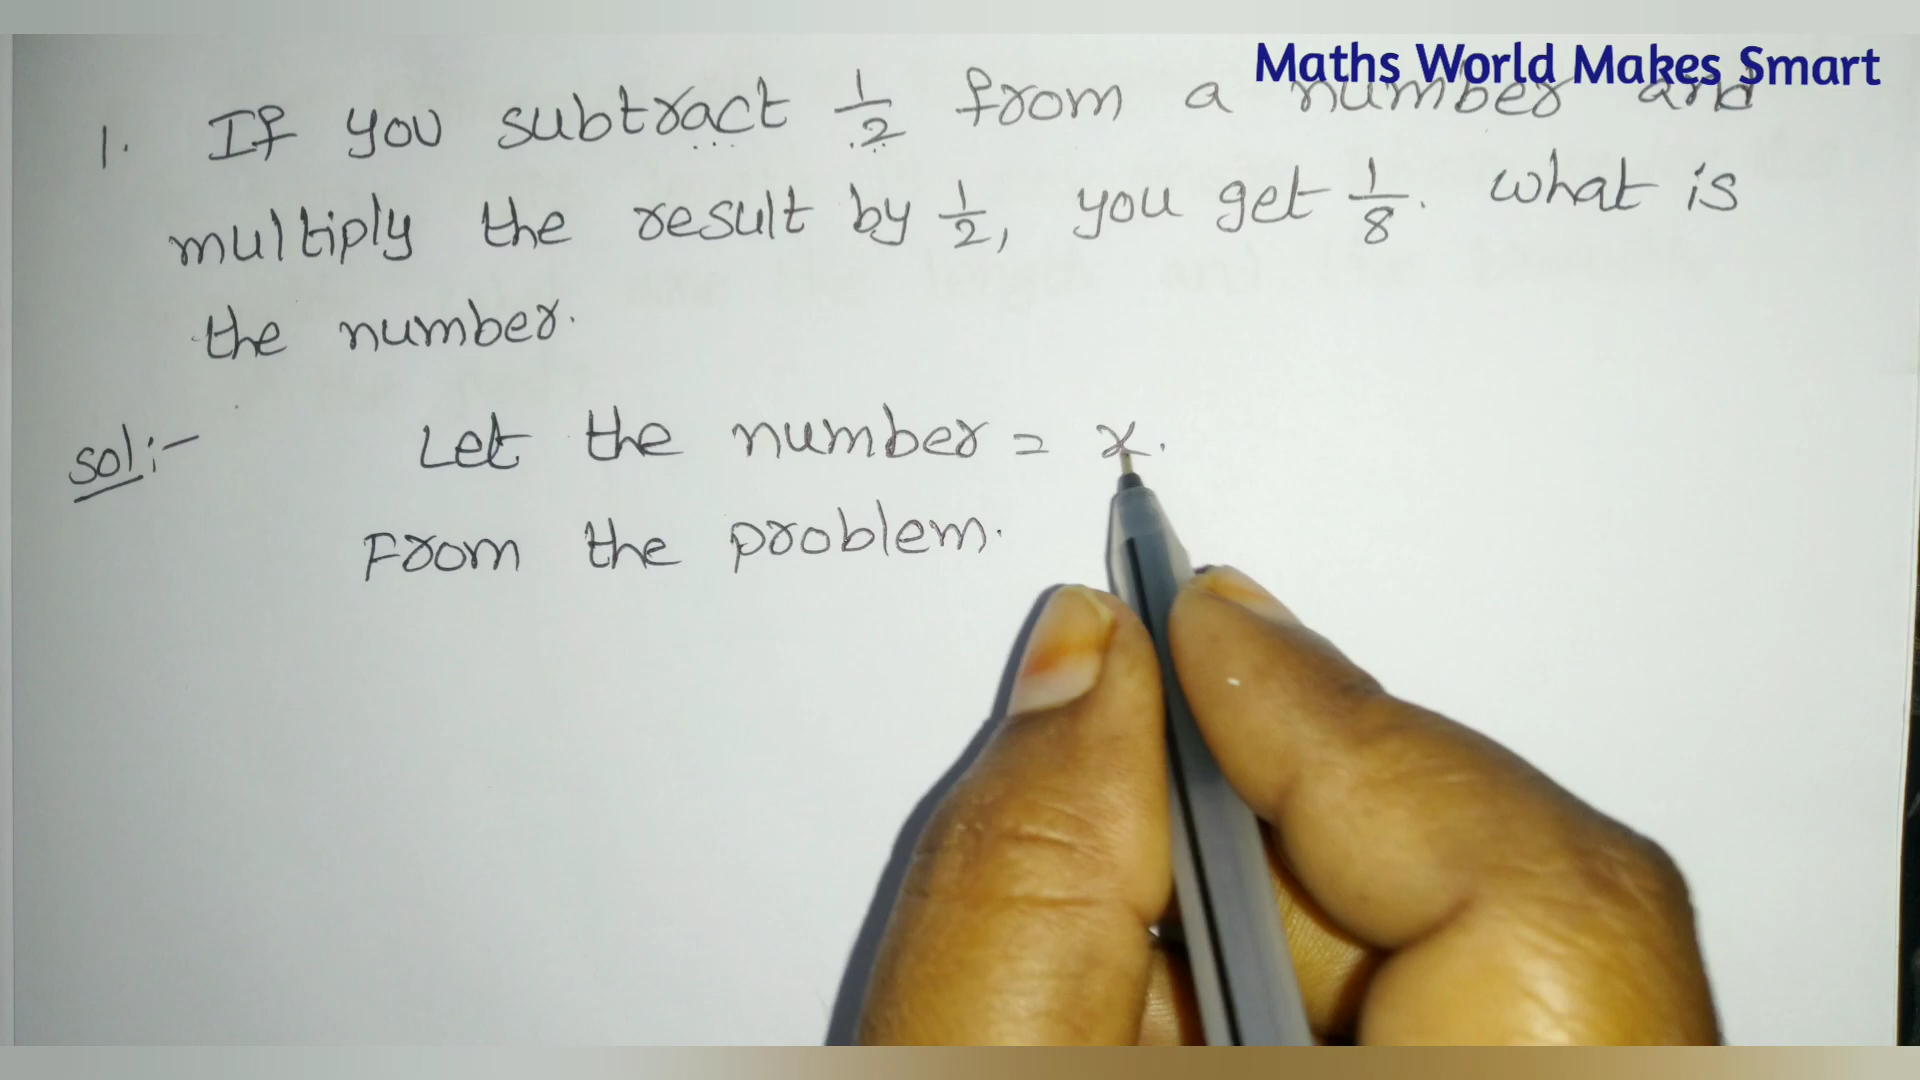 Maths World Makes Smart
1. If you subtract 1/2 from a number and
multiply the result by 1/2, you get 1/8. what is
the number.
sol:- Let the number = x.
From the problem.